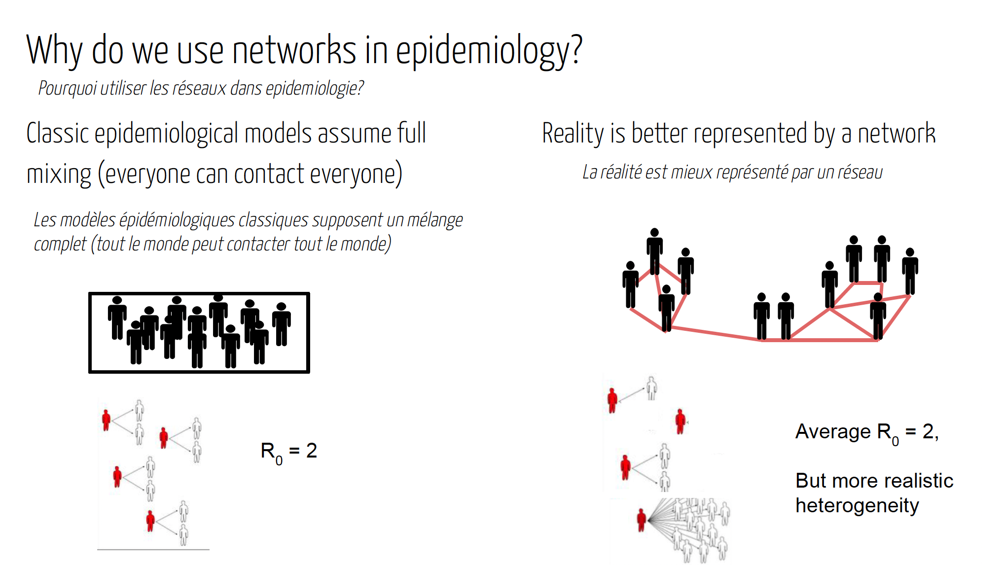 Why do we use networks in epidemiology?
Pourquoi utiliser les réseaux dans epidemiologie?
Classic epidemiological models assume full
mixing (everyone can contact everyone)
Les modèles épidémiologiques classiques supposent un mélange
complet (tout le monde peut contacter tout le monde)
R0 = 2
Reality is better represented by a network
La réalité est mieux représenté par un réseau
Average R0 = 2,
But more realistic
heterogeneity